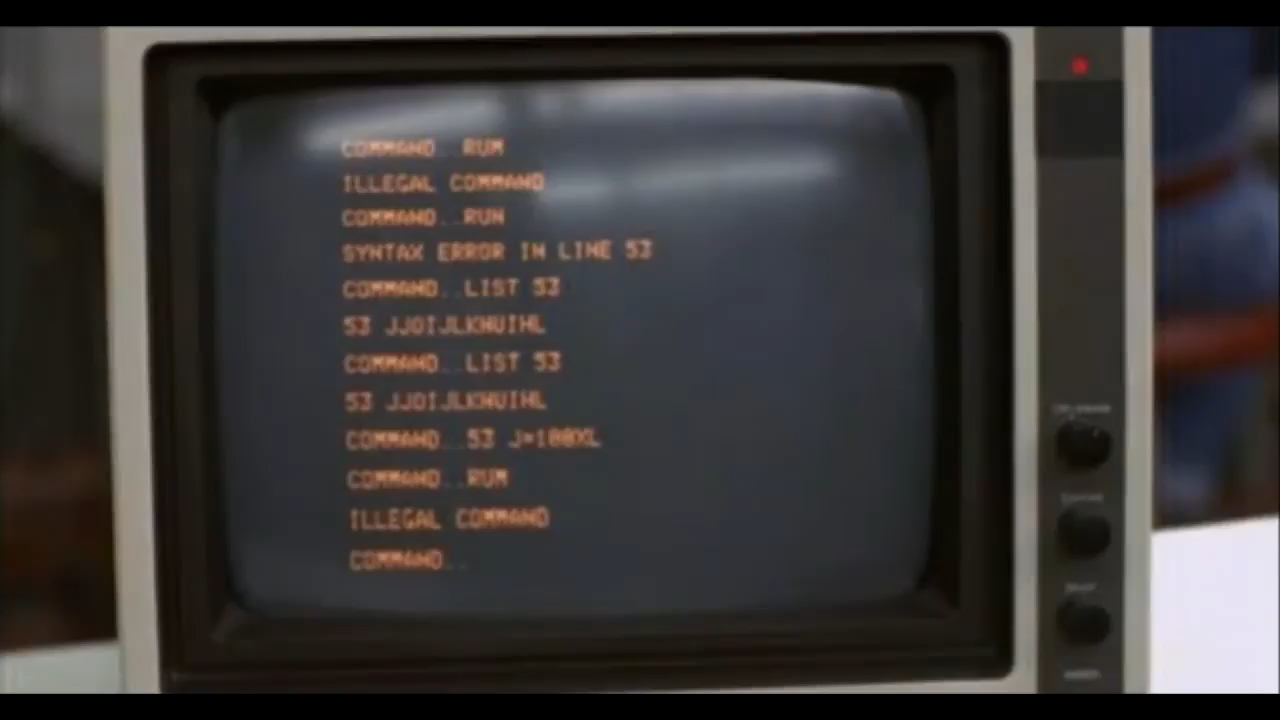 COMMAND..RUM
ILLEGAL COMMAND
COMMAND..RUN
SYNTAX ERROR IN LINE 53
COMMAND..LIST 53
53 JJOIJLKHUIHL
COMMAND..LIST 53
53 JJOIJLKHUIHL
COMMAND..53 J=100XL
COMMAND..RUM
ILLEGAL COMMAND
COMMAND..